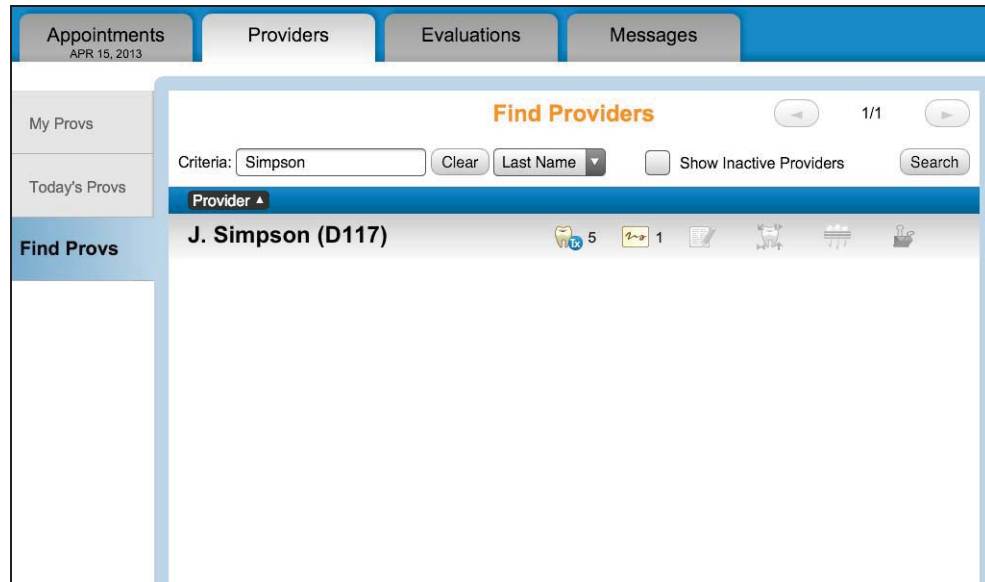 Appointments
APR 15, 2013
Providers
Evaluations
Messages
My Provs
Today's Provs
Find Provs
Find Providers
1/1
Criteria: Simpson Clear Last Name Show Inactive Providers Search
Provider
J. Simpson (D117) Tx 5 1